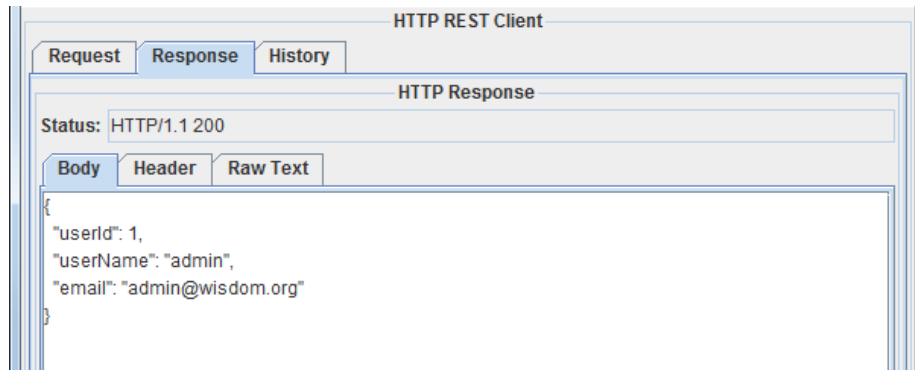 HTTP REST Client
Request Response History
HTTP Response
Status: HTTP/1.1 200
Body Header Raw Text
{
"userId": 1,
"userName": "admin",
"email": "admin@wisdom.org"
}